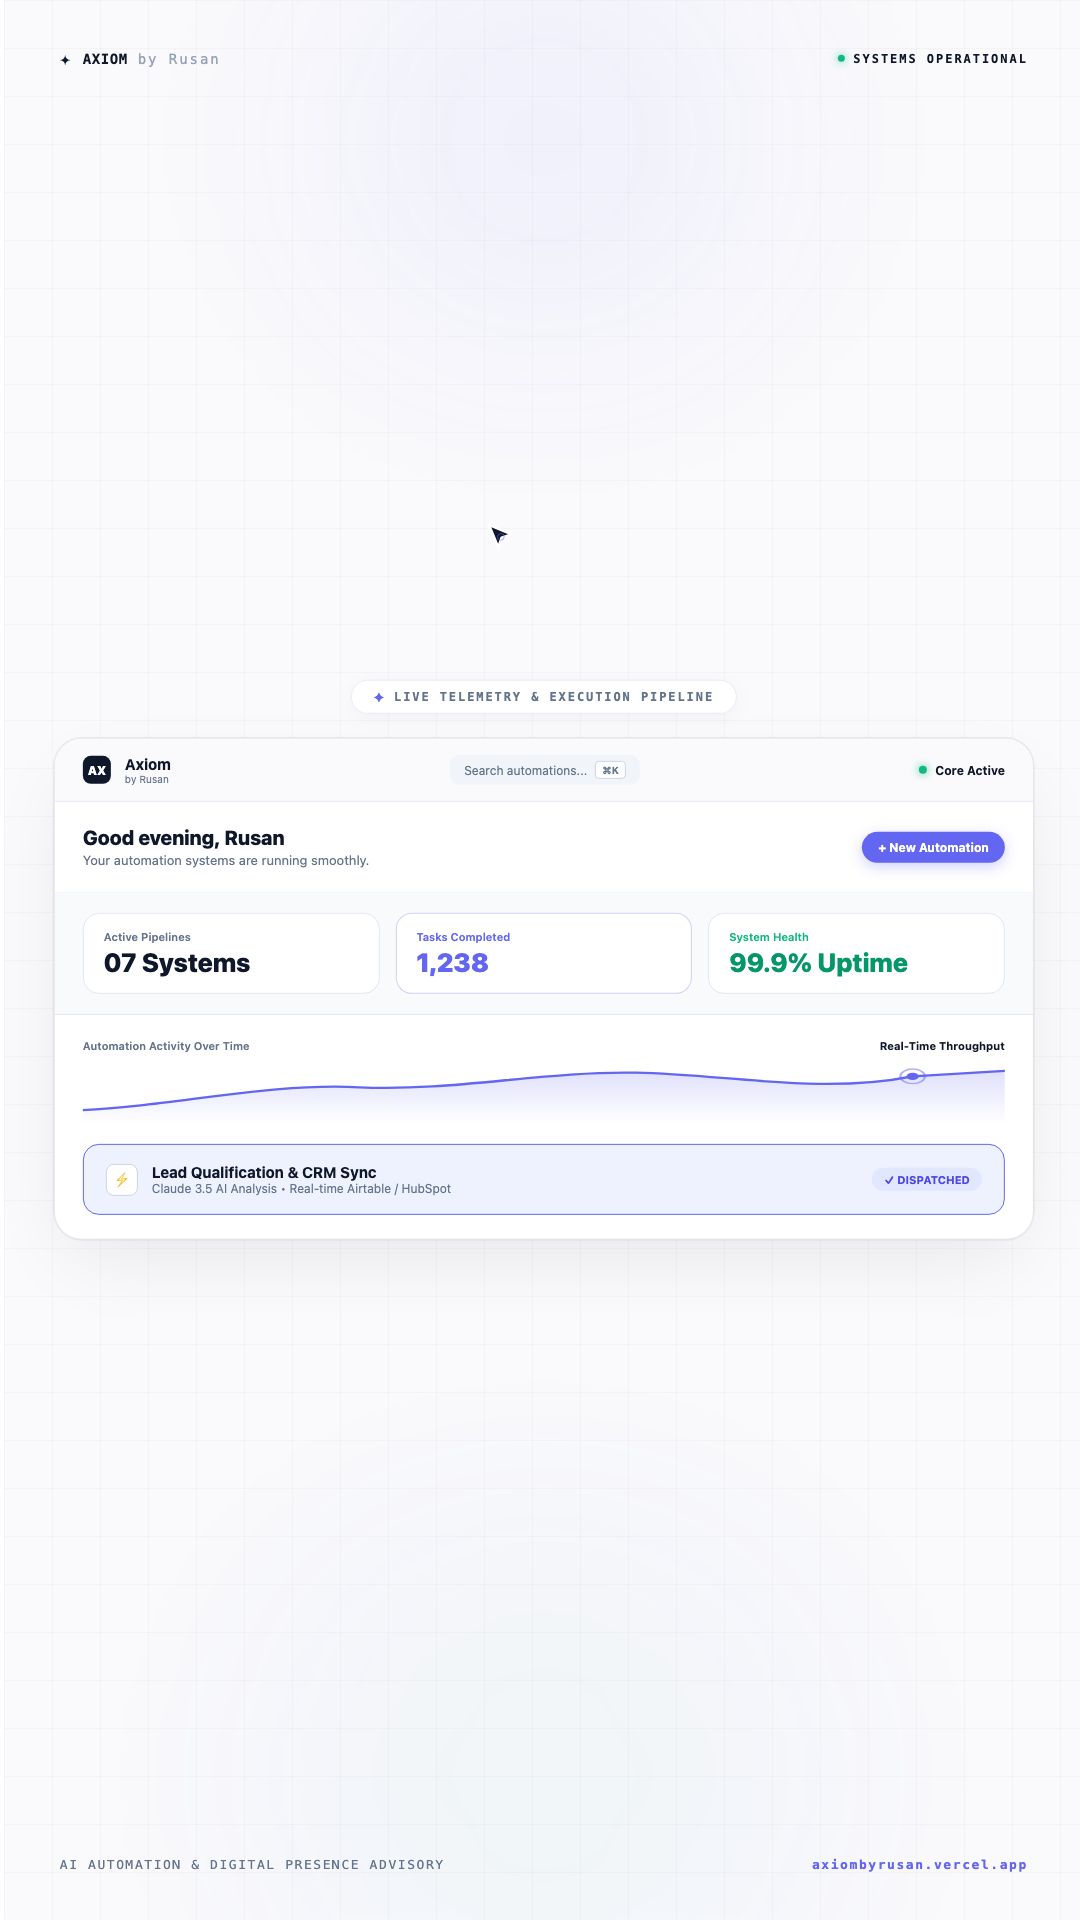 ✦ AXIOM by Rusan
SYSTEMS OPERATIONAL
✦ LIVE TELEMETRY & EXECUTION PIPELINE
AX
Axiom
by Rusan
Search automations... ⌘K
Core Active
Good evening, Rusan
Your automation systems are running smoothly.
+ New Automation
Active Pipelines
07 Systems
Tasks Completed
1,238
System Health
99.9% Uptime
Automation Activity Over Time
Real-Time Throughput
Lead Qualification & CRM Sync
Claude 3.5 AI Analysis • Real-time Airtable / HubSpot
✓ DISPATCHED
AI AUTOMATION & DIGITAL PRESENCE ADVISORY
axiombyrusan.vercel.app